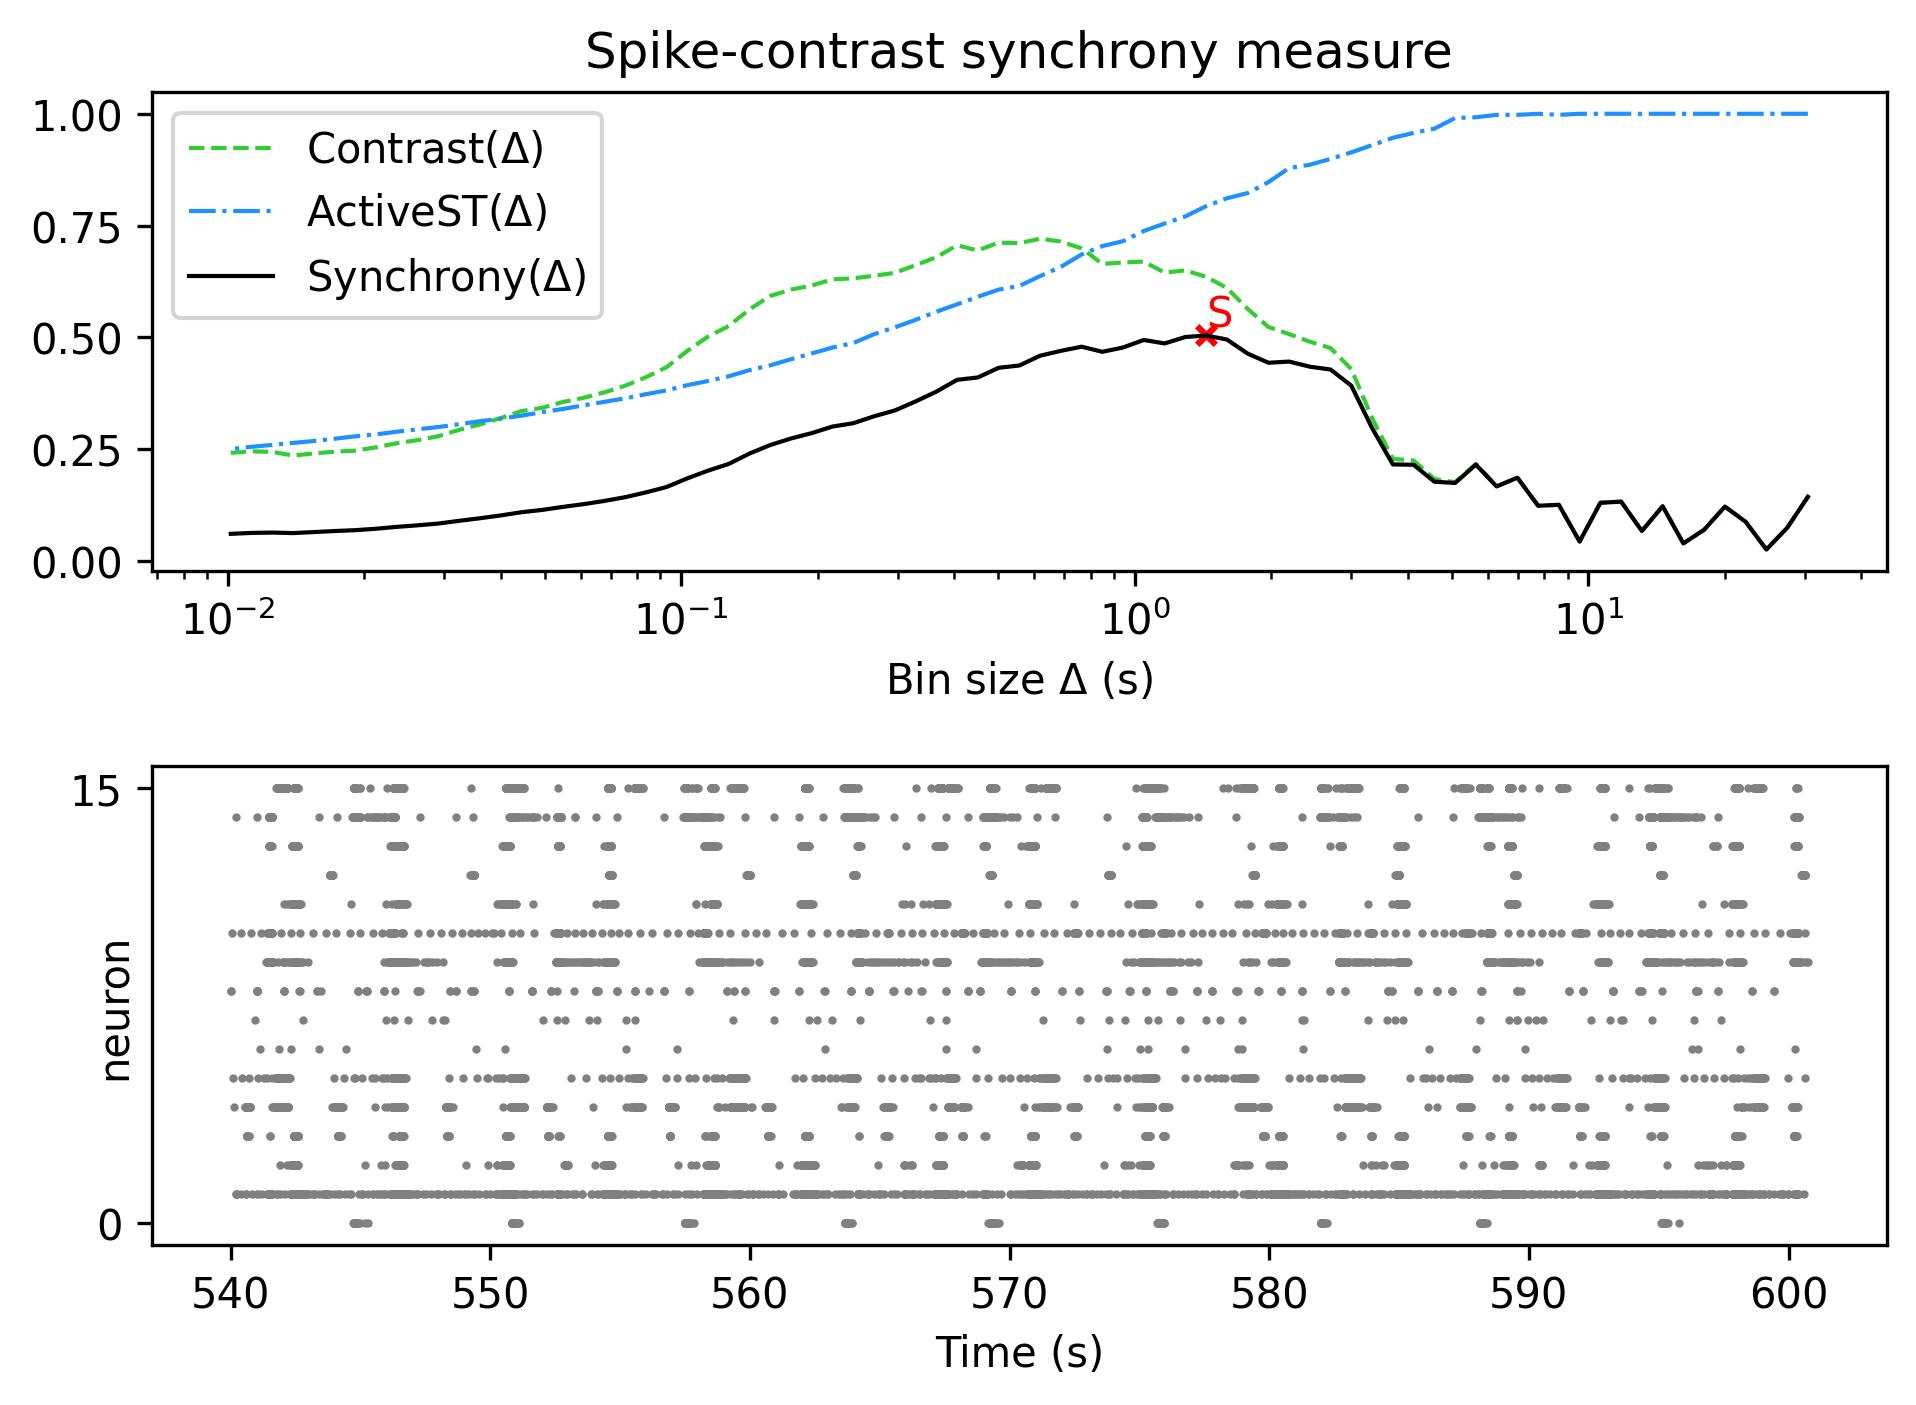 Spike-contrast synchrony measure
1.00
0.75
0.50
0.25
0.00
Contrast(Δ)
ActiveST(Δ)
Synchrony(Δ)
S
10⁻² 10⁻¹ 10⁰ 10¹
Bin size Δ (s)
15
0
neuron
540 550 560 570 580 590 600
Time (s)